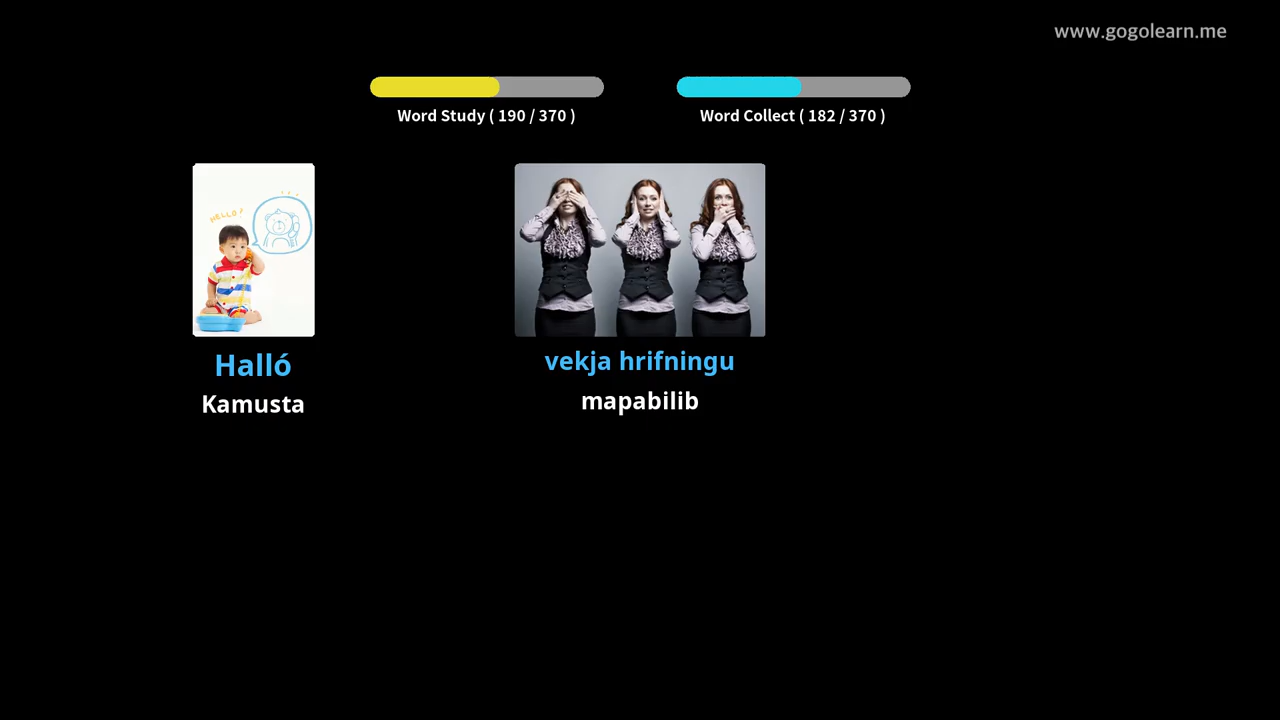 www.gogolearn.me
Word Study ( 190 / 370 )
Word Collect ( 182 / 370 )
HELLO?
Halló
Kamusta
vekja hrifningu
mapabilib